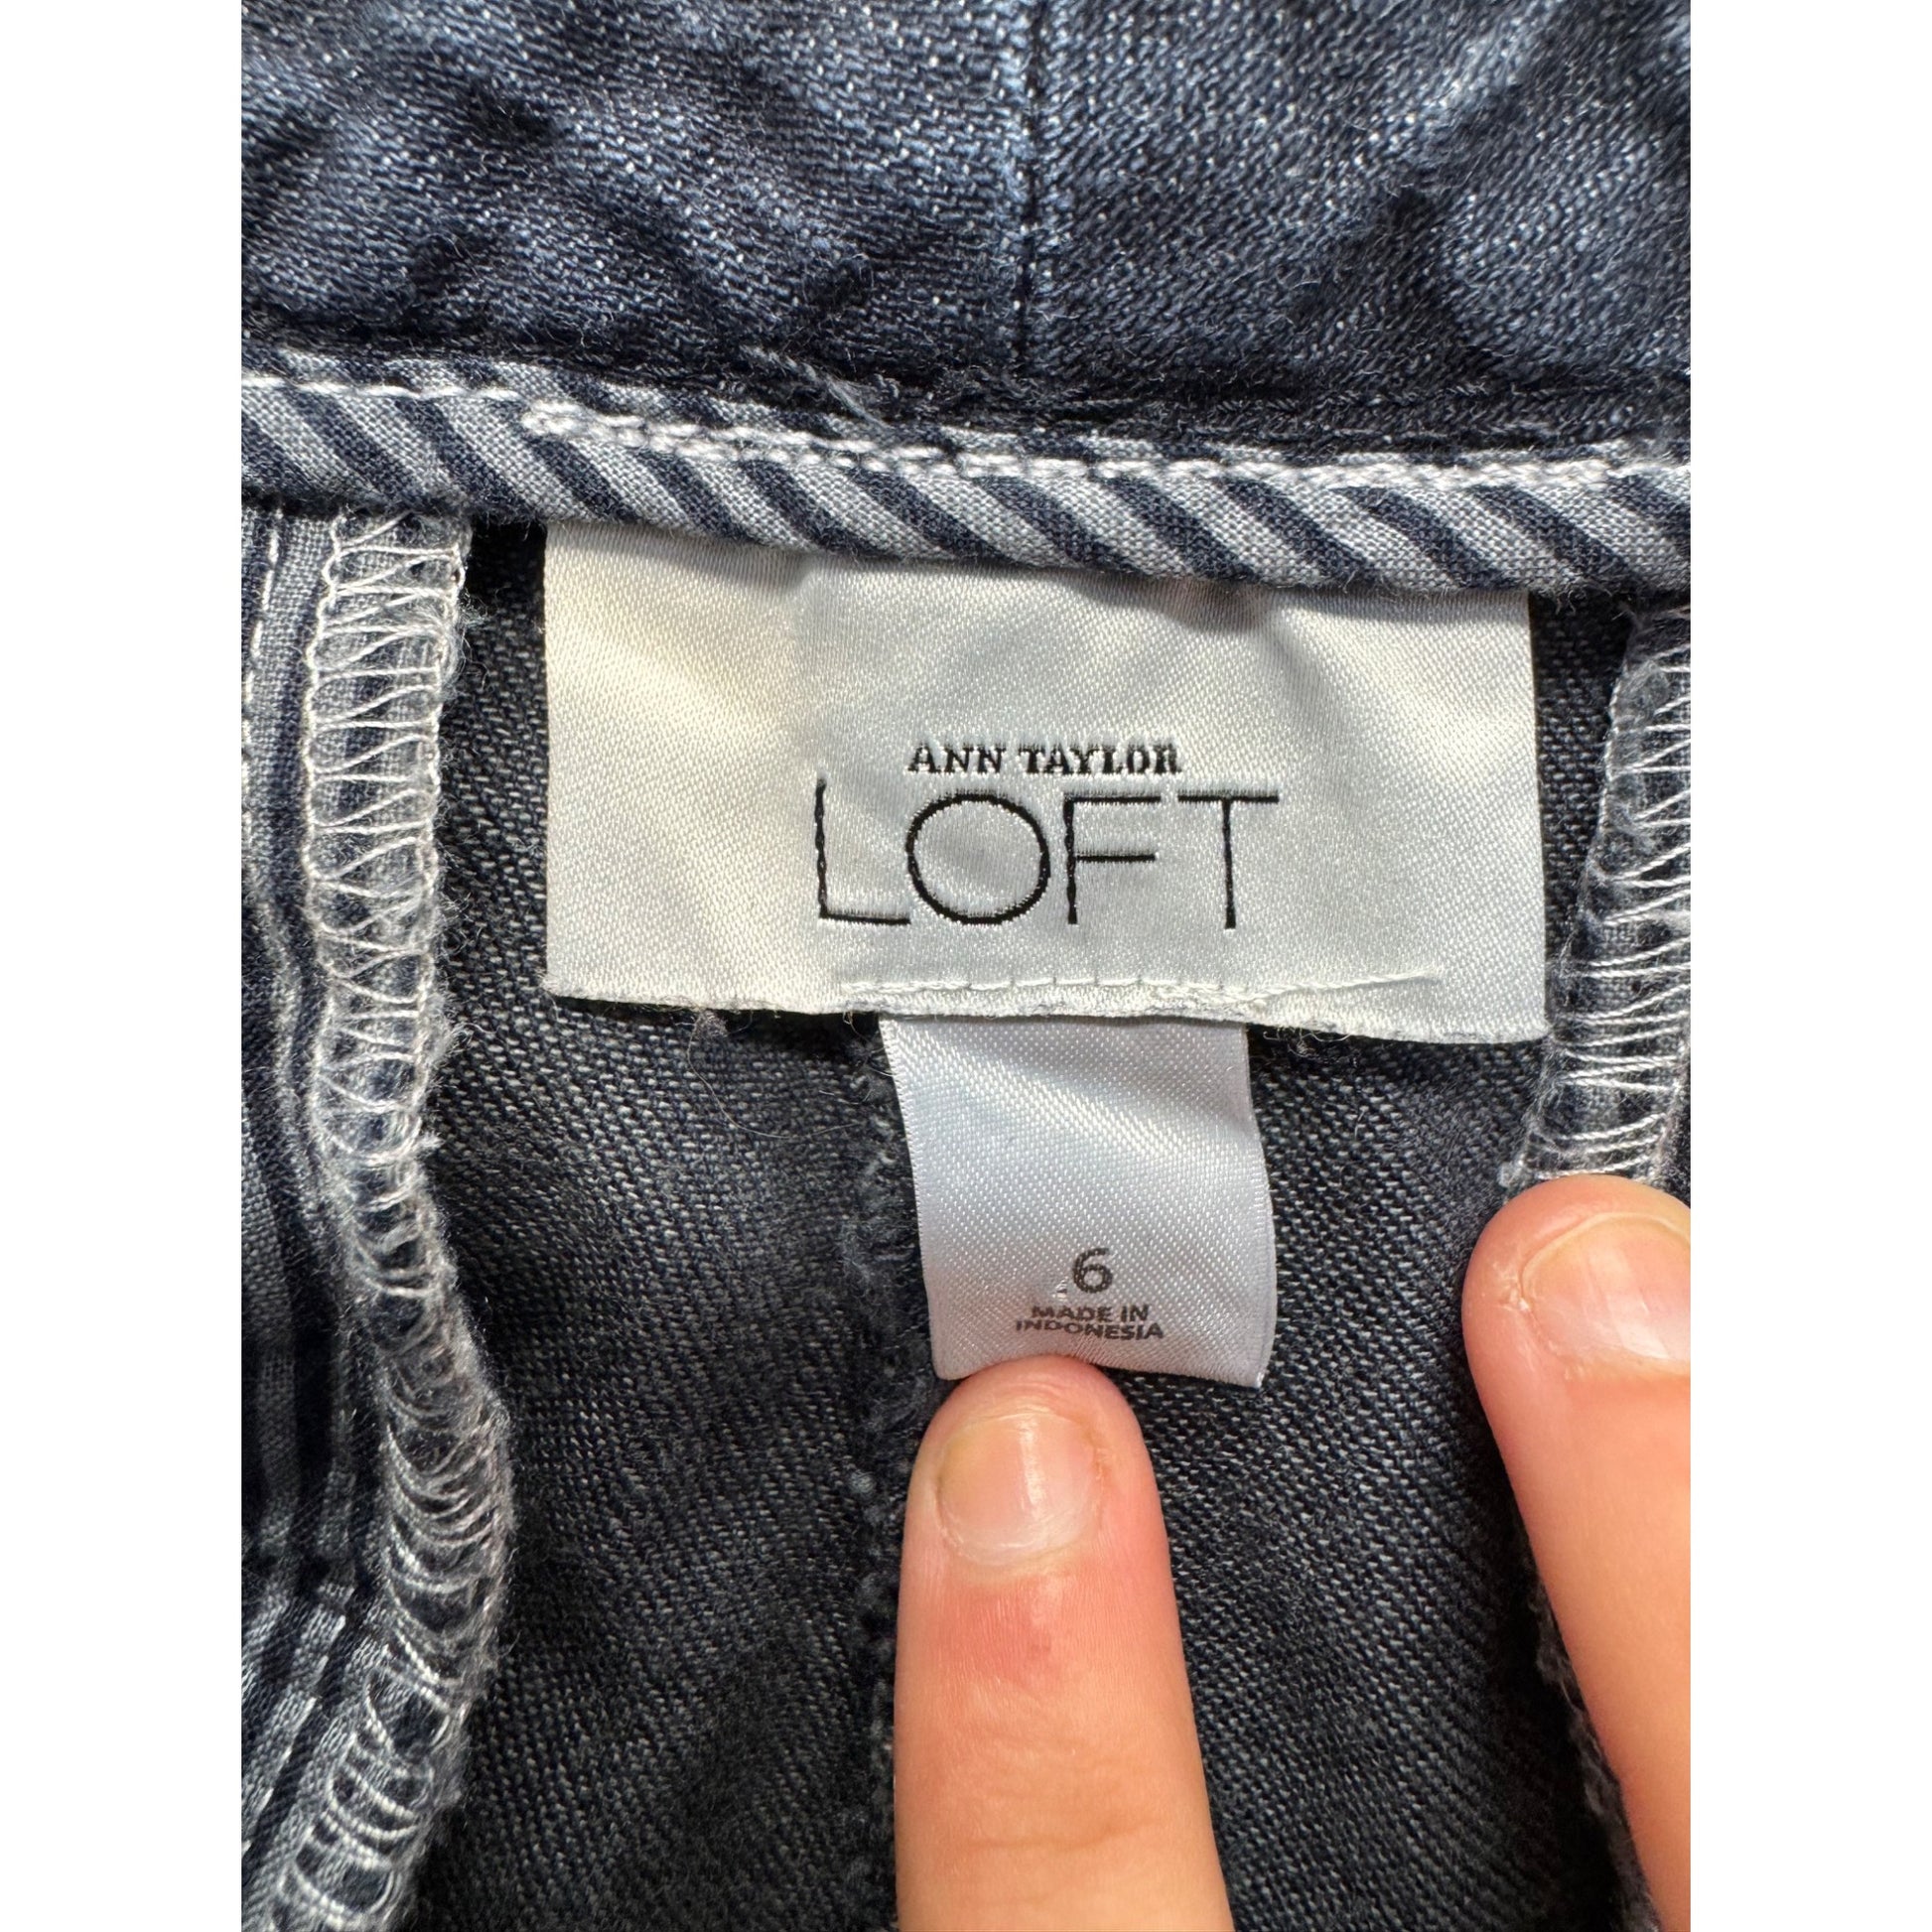 ANN TAYLOR
LOFT
6
MADE IN
INDONESIA